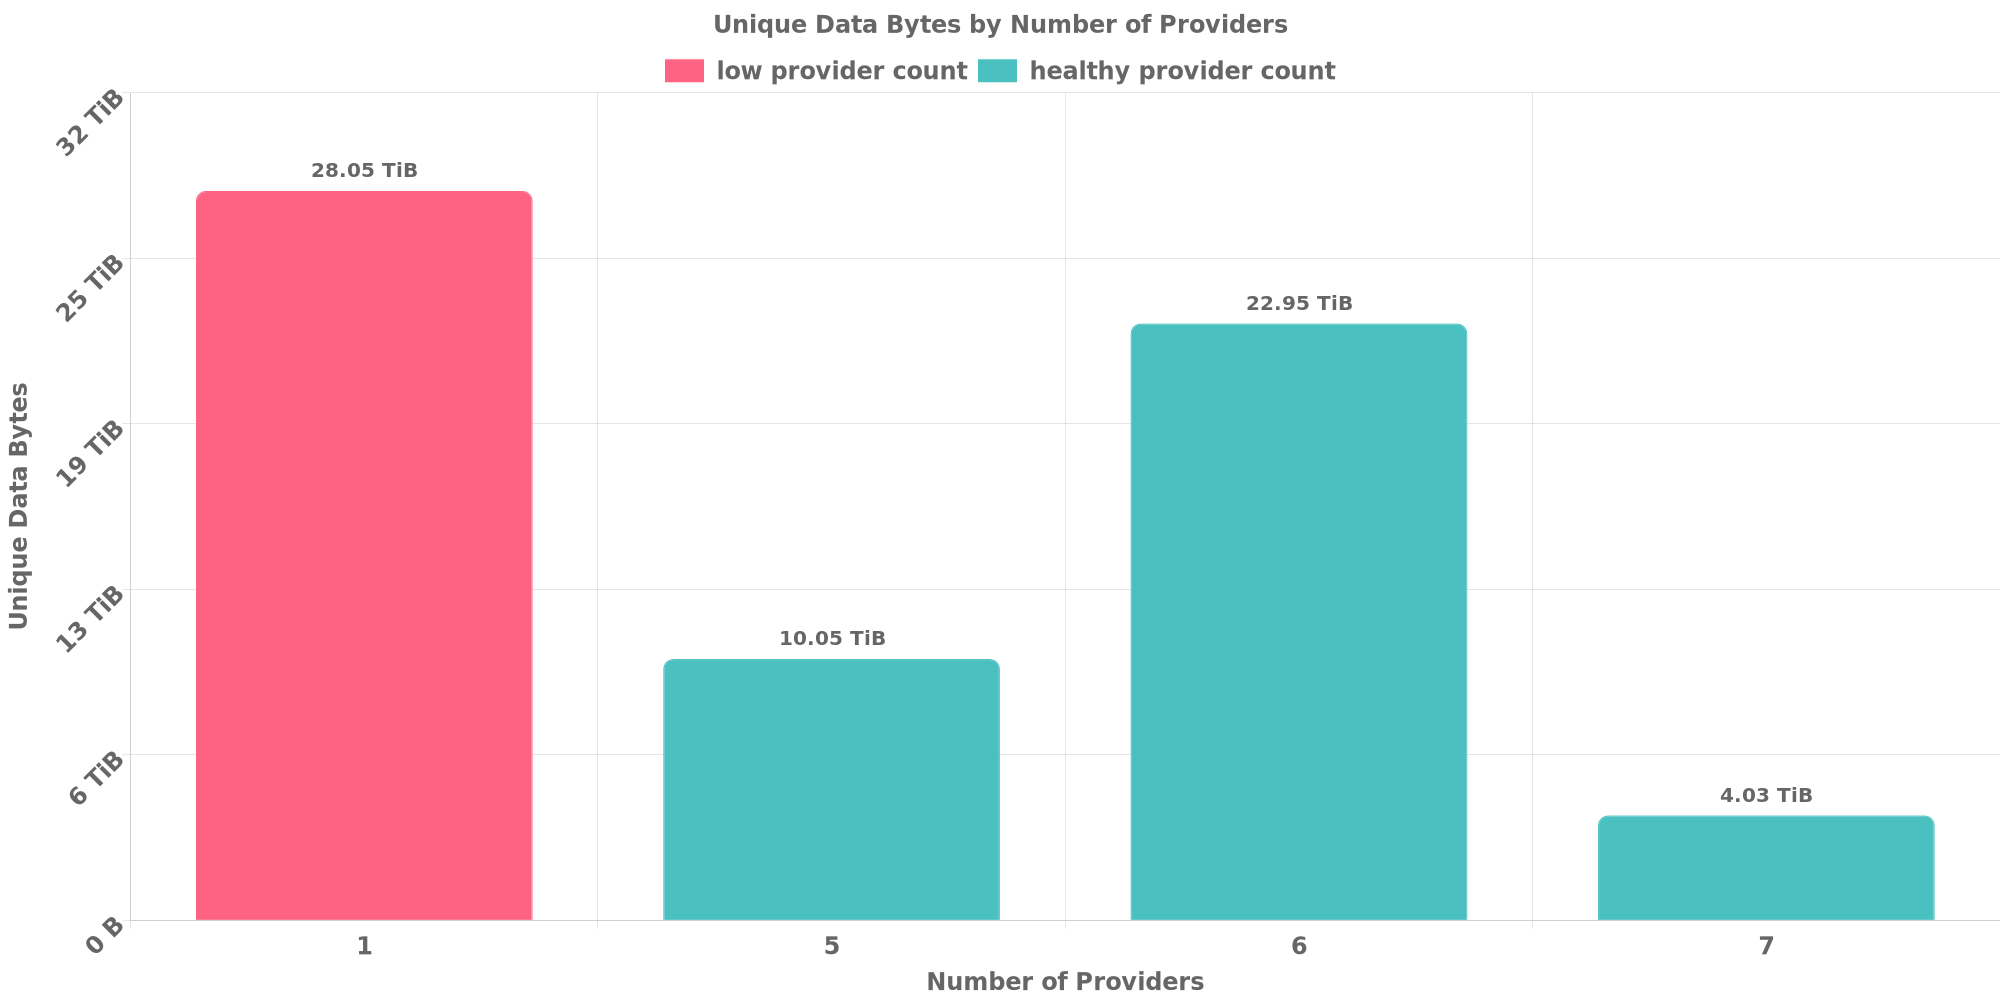 Unique Data Bytes by Number of Providers
low provider count healthy provider count
32 TiB
25 TiB
19 TiB
13 TiB
6 TiB
0 B
Unique Data Bytes
28.05 TiB
10.05 TiB
22.95 TiB
4.03 TiB
1 5 6 7
Number of Providers